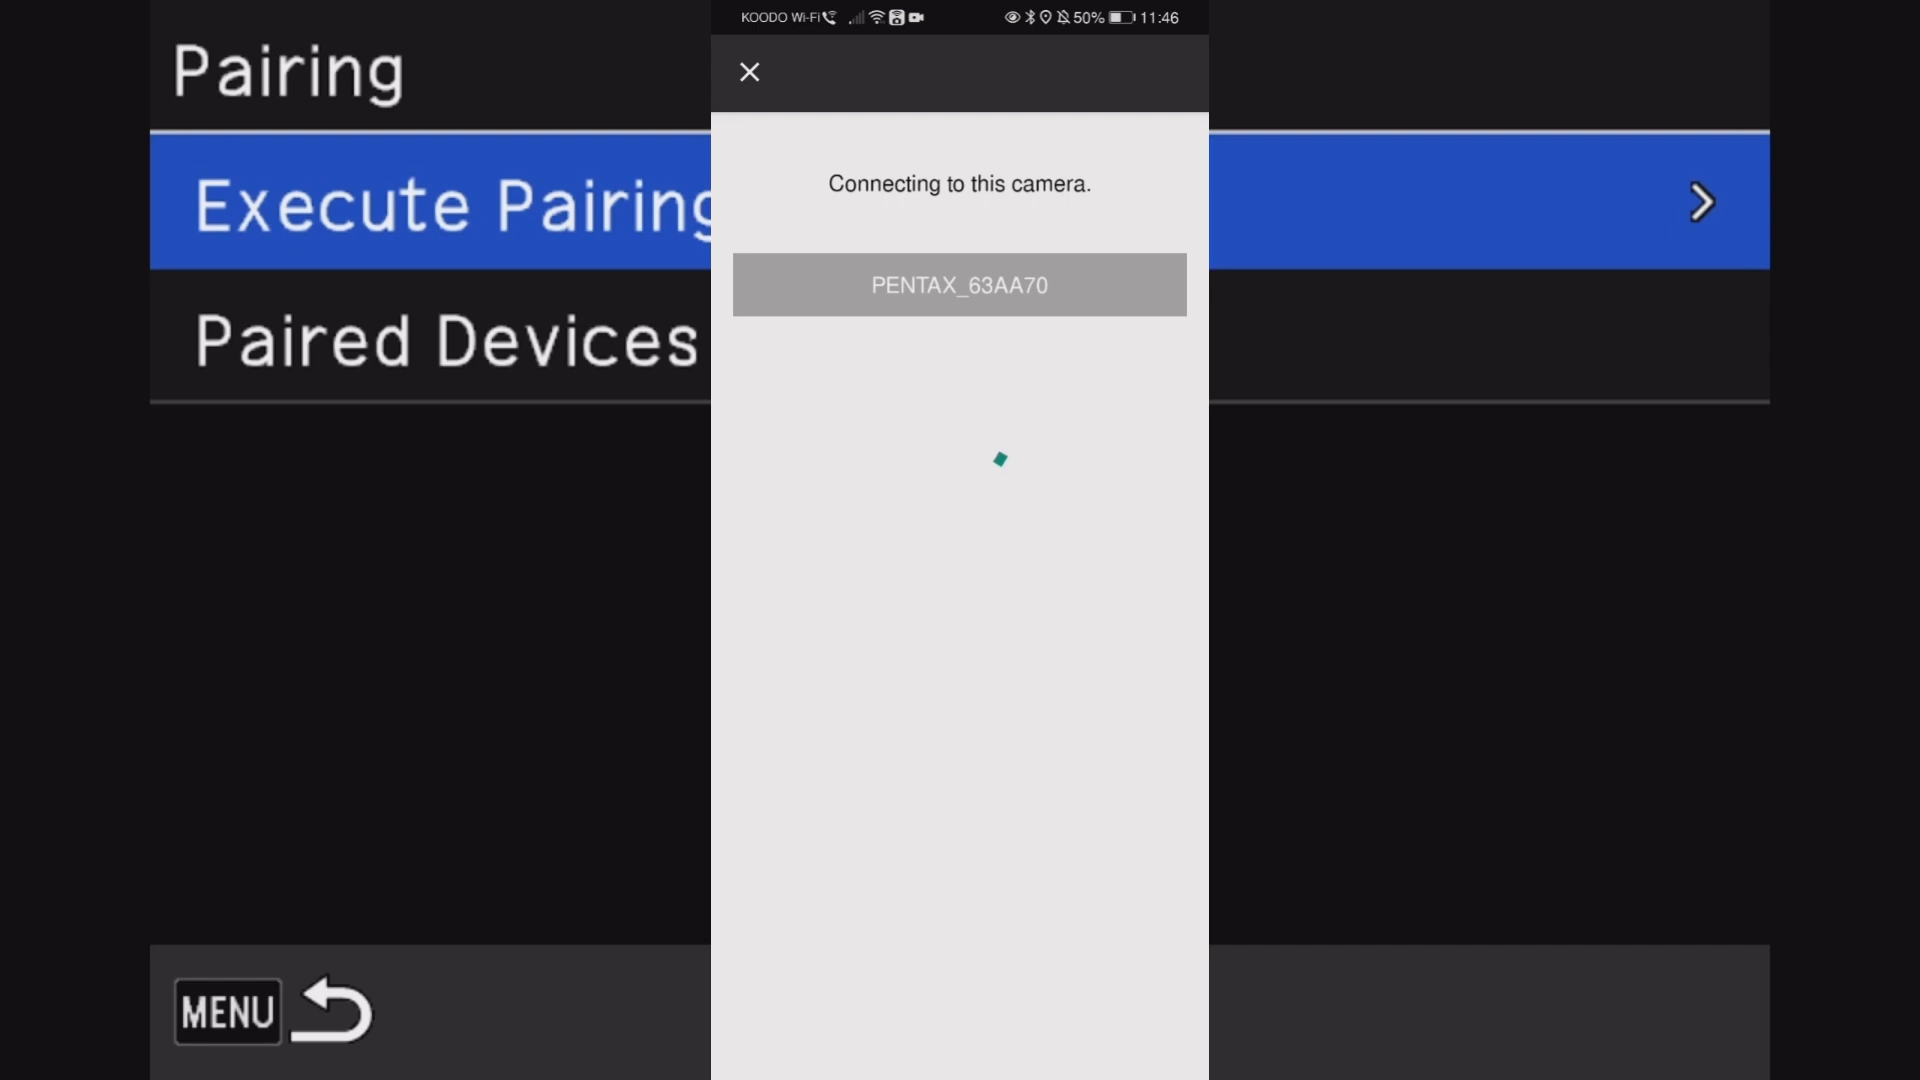 Pairing
Execute Pairing
Paired Devices
MENU
KOODO Wi-Fi 50% 11:46
Connecting to this camera.
PENTAX_63AA70